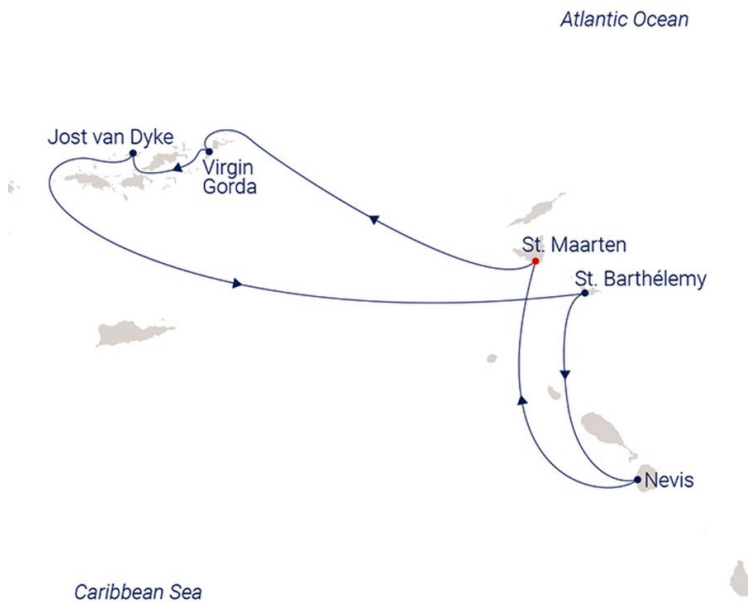 Atlantic Ocean
Jost van Dyke
Virgin
Gorda
St. Maarten
St. Barthélemy
Nevis
Caribbean Sea